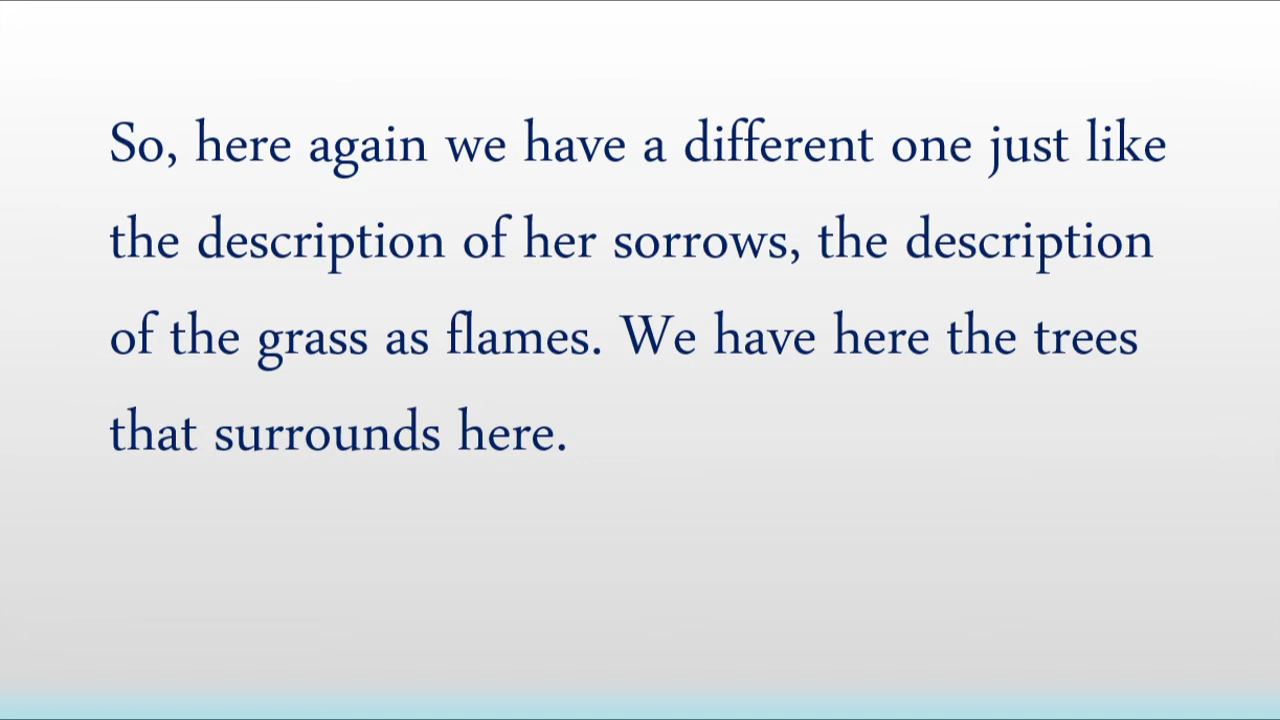 So, here again we have a different one just like
the description of her sorrows, the description
of the grass as flames. We have here the trees
that surrounds here.